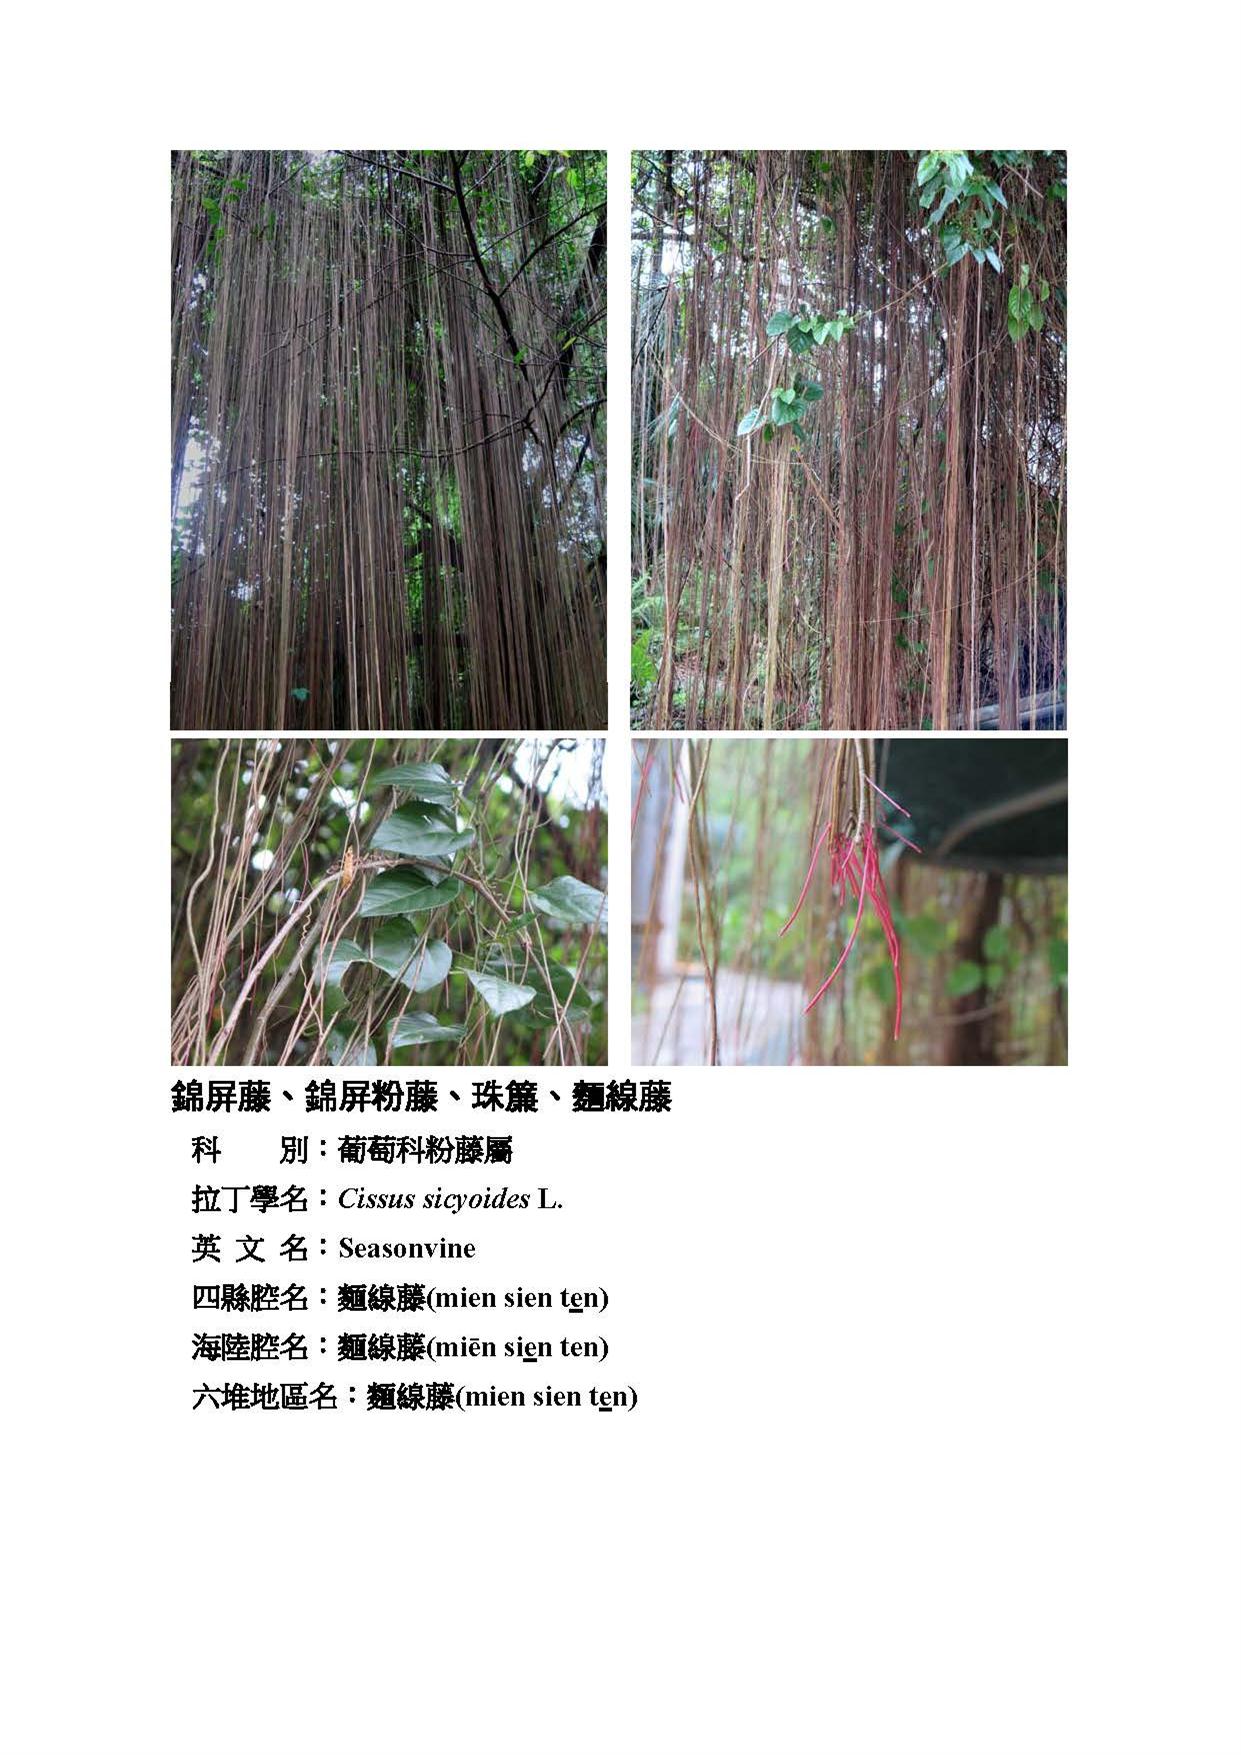 錦屏藤、錦屏粉藤、珠簾、麵線藤
科　　別：葡萄科粉藤屬
拉丁學名：Cissus sicyoides L.
英 文 名：Seasonvine
四縣腔名：麵線藤(mien sien ten)
海陸腔名：麵線藤(miēn sien ten)
六堆地區名：麵線藤(mien sien ten)